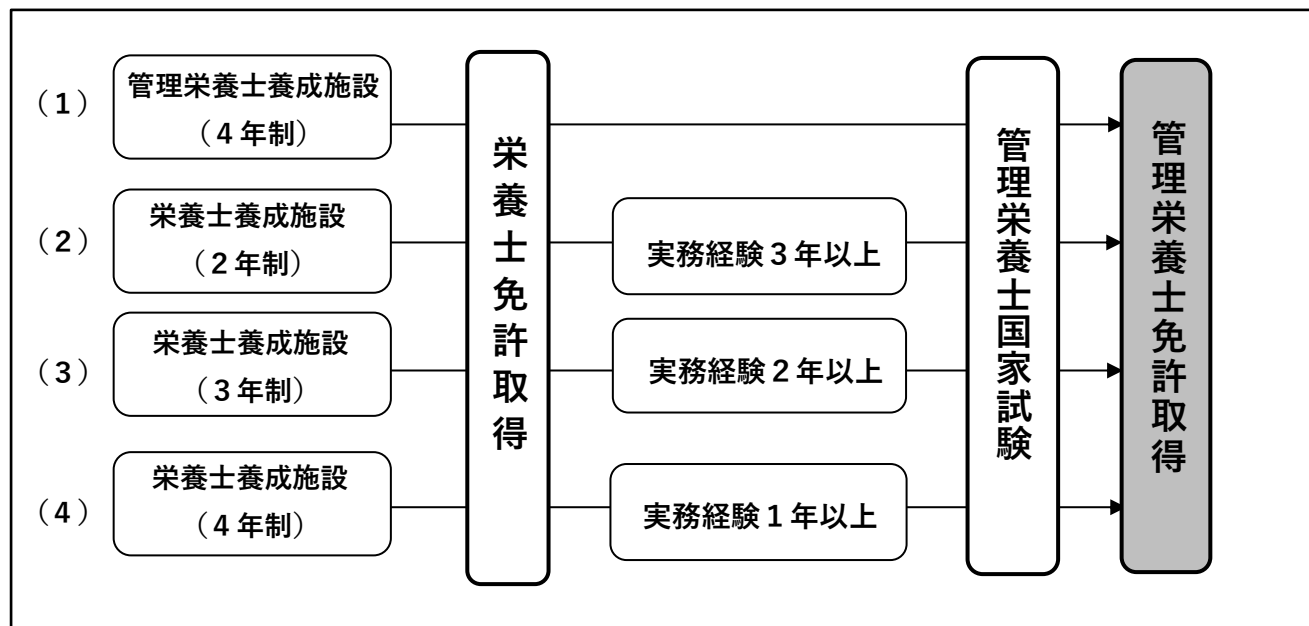 （1）
管理栄養士養成施設
（４年制）
（2）
栄養士養成施設
（２年制）
実務経験３年以上
（3）
栄養士養成施設
（３年制）
実務経験２年以上
（4）
栄養士養成施設
（４年制）
実務経験１年以上
栄養士免許取得
管理栄養士国家試験
管理栄養士免許取得